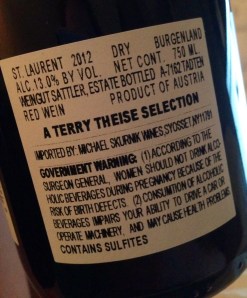 ST. LAURENT 2012 DRY BURGENLAND
ALC. 13.0% BY VOL. NET CONT. 750 ML.
WEINGUT SATTLER. ESTATE BOTTLED A-7162 TADTEN
RED WEIN PRODUCT OF AUSTRIA
A TERRY THEISE SELECTION
IMPORTED BY: MICHAEL SKURNIK WINES, SYOSSET, NY 11791
GOVERNMENT WARNING: (1) ACCORDING TO THE
SURGEON GENERAL, WOMEN SHOULD NOT DRINK ALCO-
HOLIC BEVERAGES DURING PREGNANCY BECAUSE OF THE
RISK OF BIRTH DEFECTS. (2) CONSUMPTION OF ALCOHOLIC
BEVERAGES IMPAIRS YOUR ABILITY TO DRIVE A CAR OR
OPERATE MACHINERY, AND MAY CAUSE HEALTH PROBLEMS
CONTAINS SULFITES